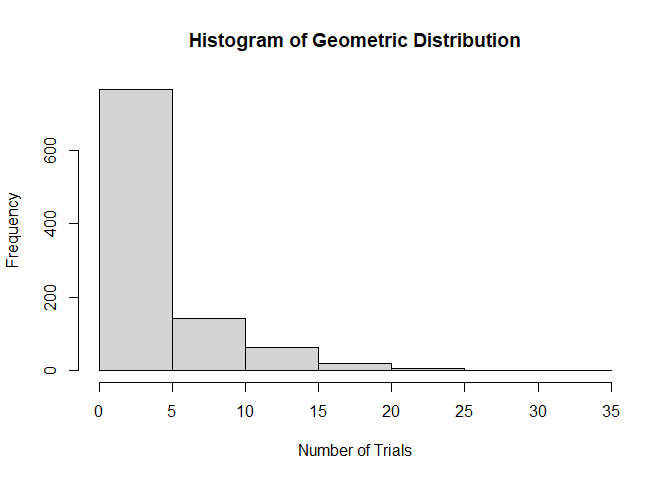 Histogram of Geometric Distribution
Frequency
600
400
200
0
0 5 10 15 20 25 30 35
Number of Trials